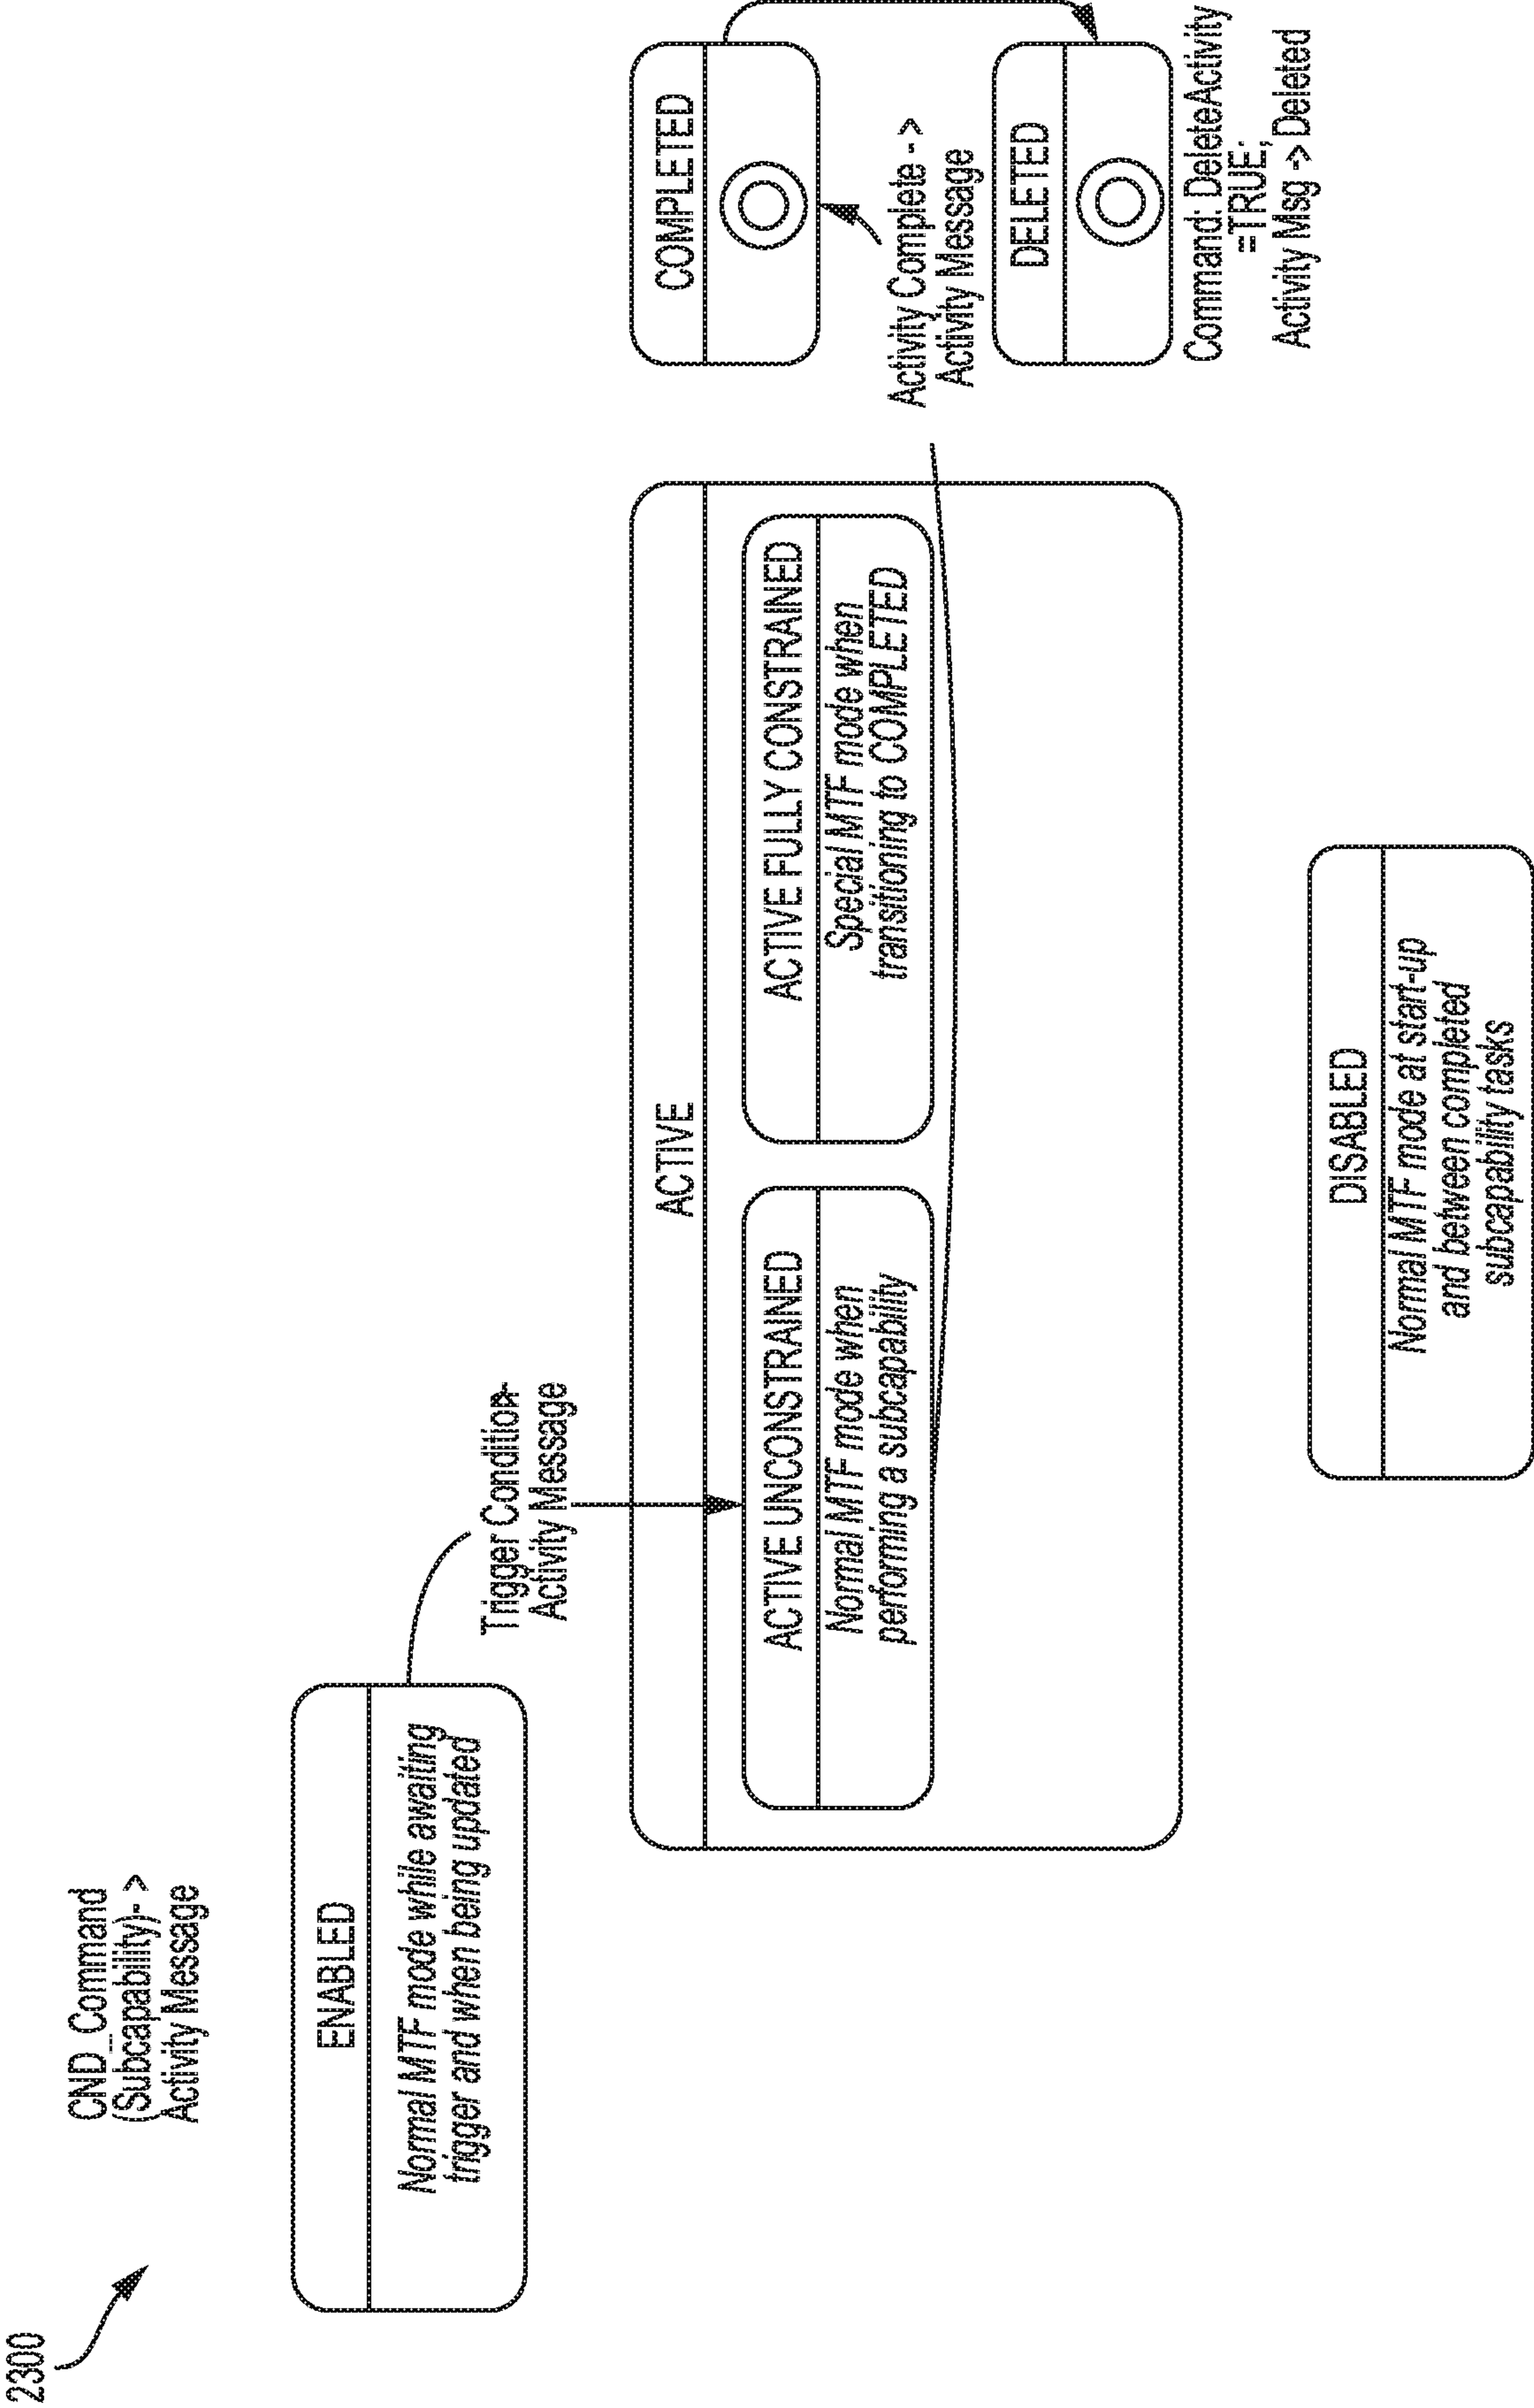 2300
CND_Command
(Subcapability)- >
Activity Message
ENABLED
Normal MTF mode while awaiting
trigger and when being updated
Trigger Condition-
Activity Message
ACTIVE
ACTIVE UNCONSTRAINED
Normal MTF mode when
performing a subcapability
ACTIVE FULLY CONSTRAINED
Special MTF mode when
transitioning to COMPLETED
COMPLETED
Activity Complete - >
Activity Message
DELETED
Command: DeleteActivity
=TRUE;
Activity Msg -> Deleted
DISABLED
Normal MTF mode at start-up
and between completed
subcapability tasks